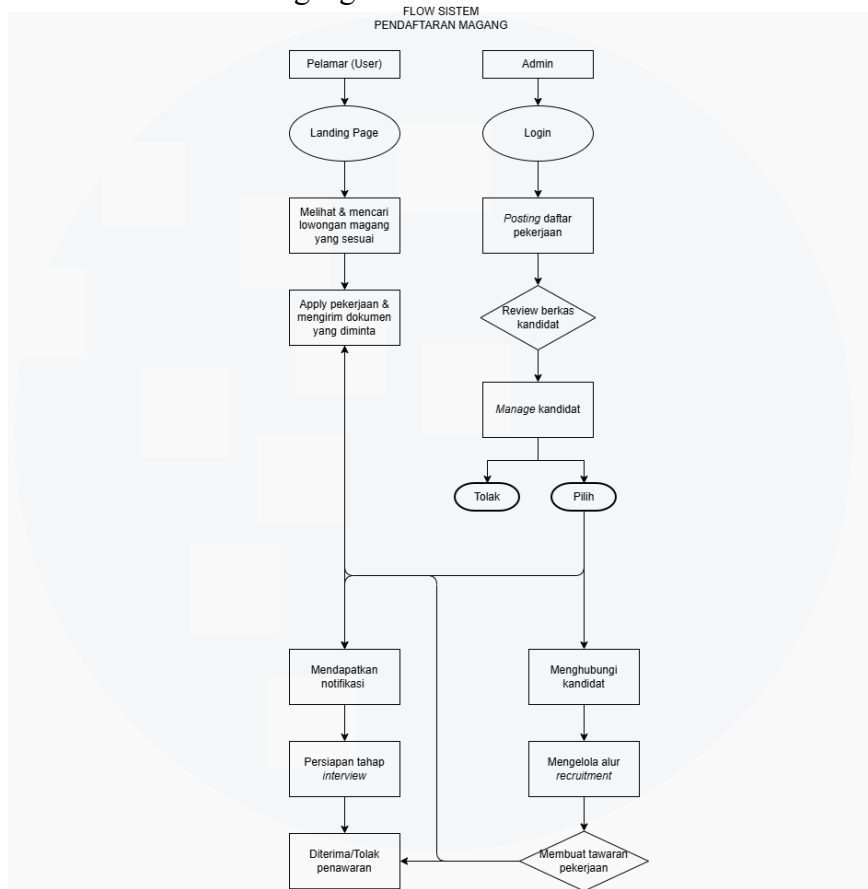 FLOW SISTEM
PENDAFTARAN MAGANG
Pelamar (User)
Admin
Landing Page
Login
Melihat & mencari
lowongan magang
yang sesuai
Posting daftar
pekerjaan
Apply pekerjaan &
mengirim dokumen
yang diminta
Review berkas
kandidat
Manage kandidat
Tolak
Pilih
Mendapatkan
notifikasi
Menghubungi
kandidat
Persiapan tahap
interview
Mengelola alur
recruitment
Diterima/Tolak
penawaran
Membuat tawaran
pekerjaan